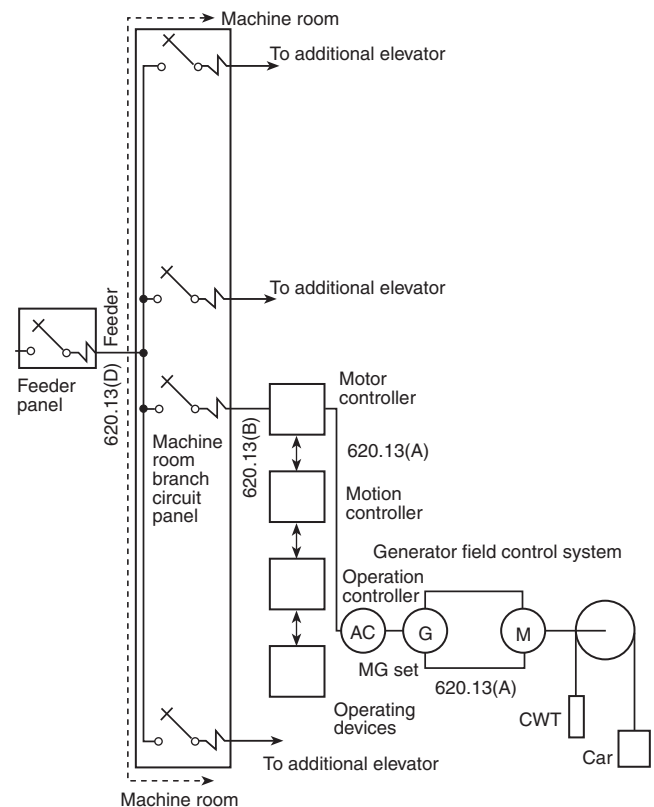 Machine room
To additional elevator
To additional elevator
Feeder
Feeder
panel
620.13(D)
Machine
room
branch
circuit
panel
620.13(B)
Motor
controller
620.13(A)
Motion
controller
Generator field control system
Operation
controller
AC
G
M
MG set
620.13(A)
Operating
devices
CWT
Car
To additional elevator
Machine room